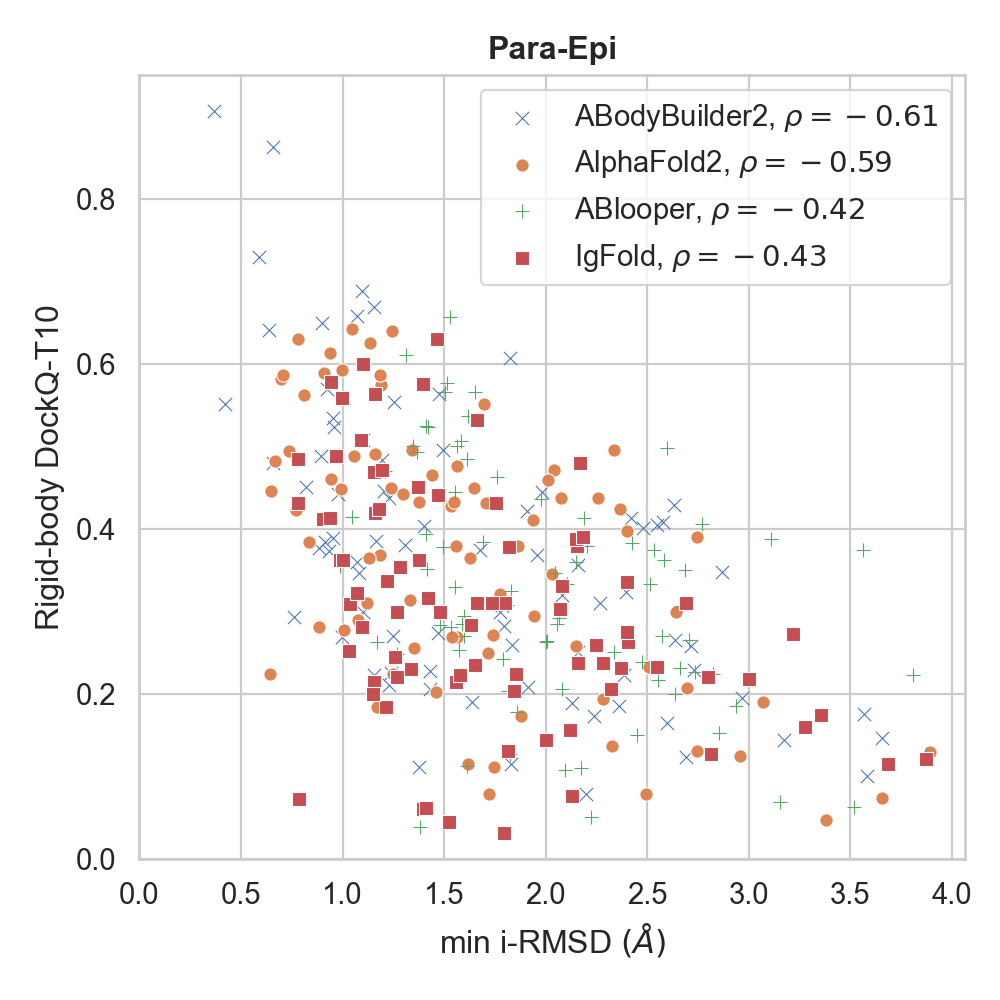 Para-Epi
ABodyBuilder2, ρ = −0.61
AlphaFold2, ρ = −0.59
ABlooper, ρ = −0.42
IgFold, ρ = −0.43
Rigid-body DockQ-T10
0.8
0.6
0.4
0.2
0.0
0.0 0.5 1.0 1.5 2.0 2.5 3.0 3.5 4.0
min i-RMSD (Å)